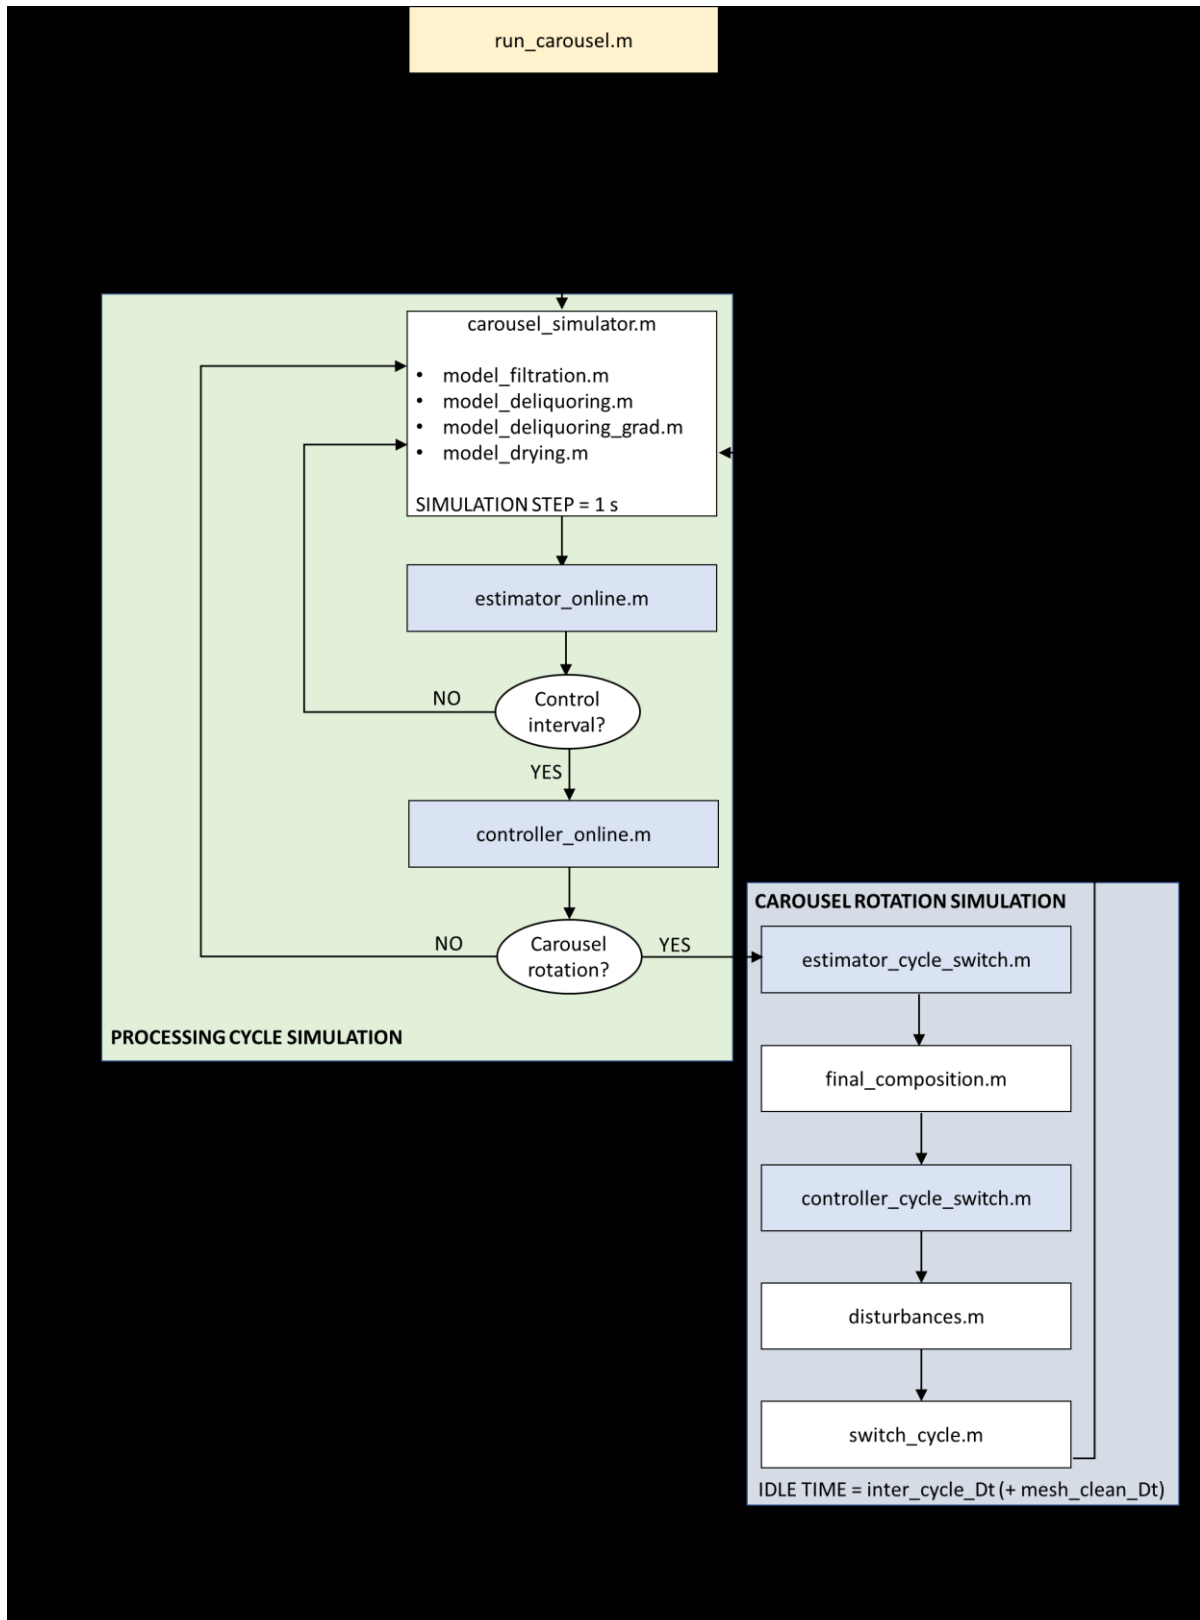 run_carousel.m
carousel_simulator.m
• model_filtration.m
• model_deliquoring.m
• model_deliquoring_grad.m
• model_drying.m
SIMULATION STEP = 1 s
estimator_online.m
NO
Control
interval?
YES
controller_online.m
NO
Carousel
rotation?
YES
PROCESSING CYCLE SIMULATION
CAROUSEL ROTATION SIMULATION
estimator_cycle_switch.m
final_composition.m
controller_cycle_switch.m
disturbances.m
switch_cycle.m
IDLE TIME = inter_cycle_Dt (+ mesh_clean_Dt)